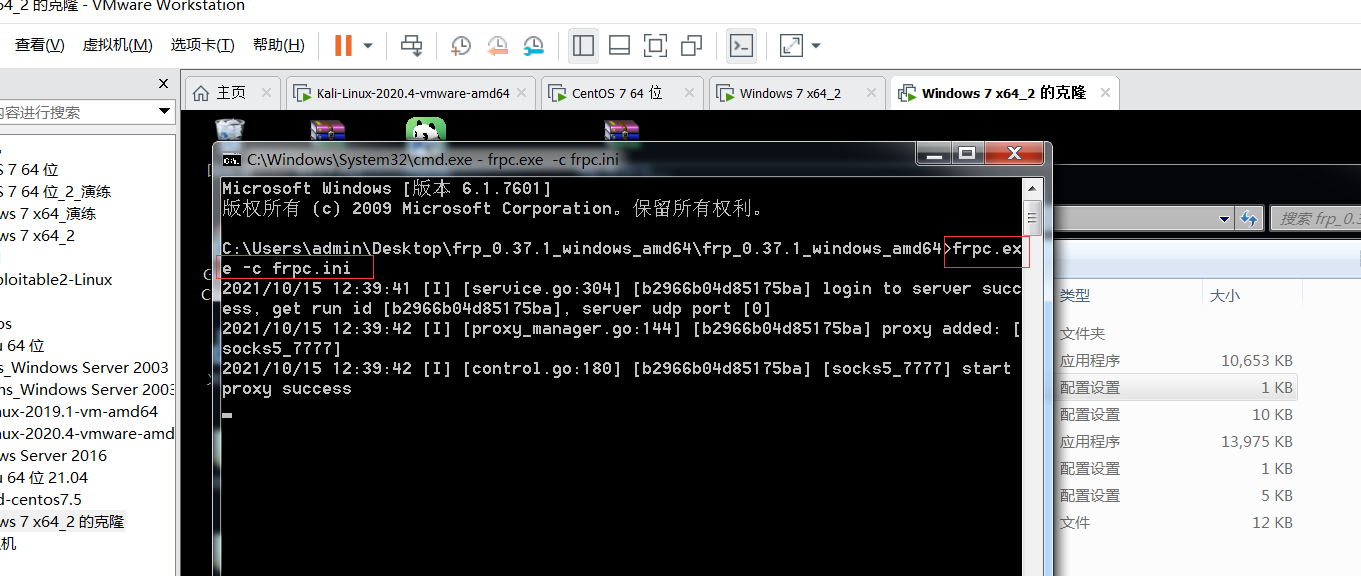 64_2 的克隆 - VMware Workstation
查看(V) 虚拟机(M) 选项卡(T) 帮助(H)
主页 Kali-Linux-2020.4-vmware-amd64 CentOS 7 64 位 Windows 7 x64_2 Windows 7 x64_2 的克隆
内容进行搜索
S 7 64 位
S 7 64 位_2_演练
ws 7 x64_演练
ws 7 x64_2
ploitable2-Linux
os
u 64 位
s_Windows Server 2003
ns_Windows Server 2003
nux-2019.1-vm-amd64
nux-2020.4-vmware-amd
ws Server 2016
u 64 位 21.04
d-centos7.5
ws 7 x64_2 的克隆
机
C:\Windows\System32\cmd.exe - frpc.exe -c frpc.ini
Microsoft Windows [版本 6.1.7601]
版权所有 (c) 2009 Microsoft Corporation。保留所有权利。
C:\Users\admin\Desktop\frp_0.37.1_windows_amd64\frp_0.37.1_windows_amd64>frpc.ex
e -c frpc.ini
2021/10/15 12:39:41 [I] [service.go:304] [b2966b04d85175ba] login to server succ
ess, get run id [b2966b04d85175ba], server udp port [0]
2021/10/15 12:39:42 [I] [proxy_manager.go:144] [b2966b04d85175ba] proxy added: [
socks5_7777]
2021/10/15 12:39:42 [I] [control.go:180] [b2966b04d85175ba] [socks5_7777] start
proxy success
搜索 frp_0.3
类型 大小
文件夹
应用程序 10,653 KB
配置设置 1 KB
配置设置 10 KB
应用程序 13,975 KB
配置设置 1 KB
配置设置 5 KB
文件 12 KB